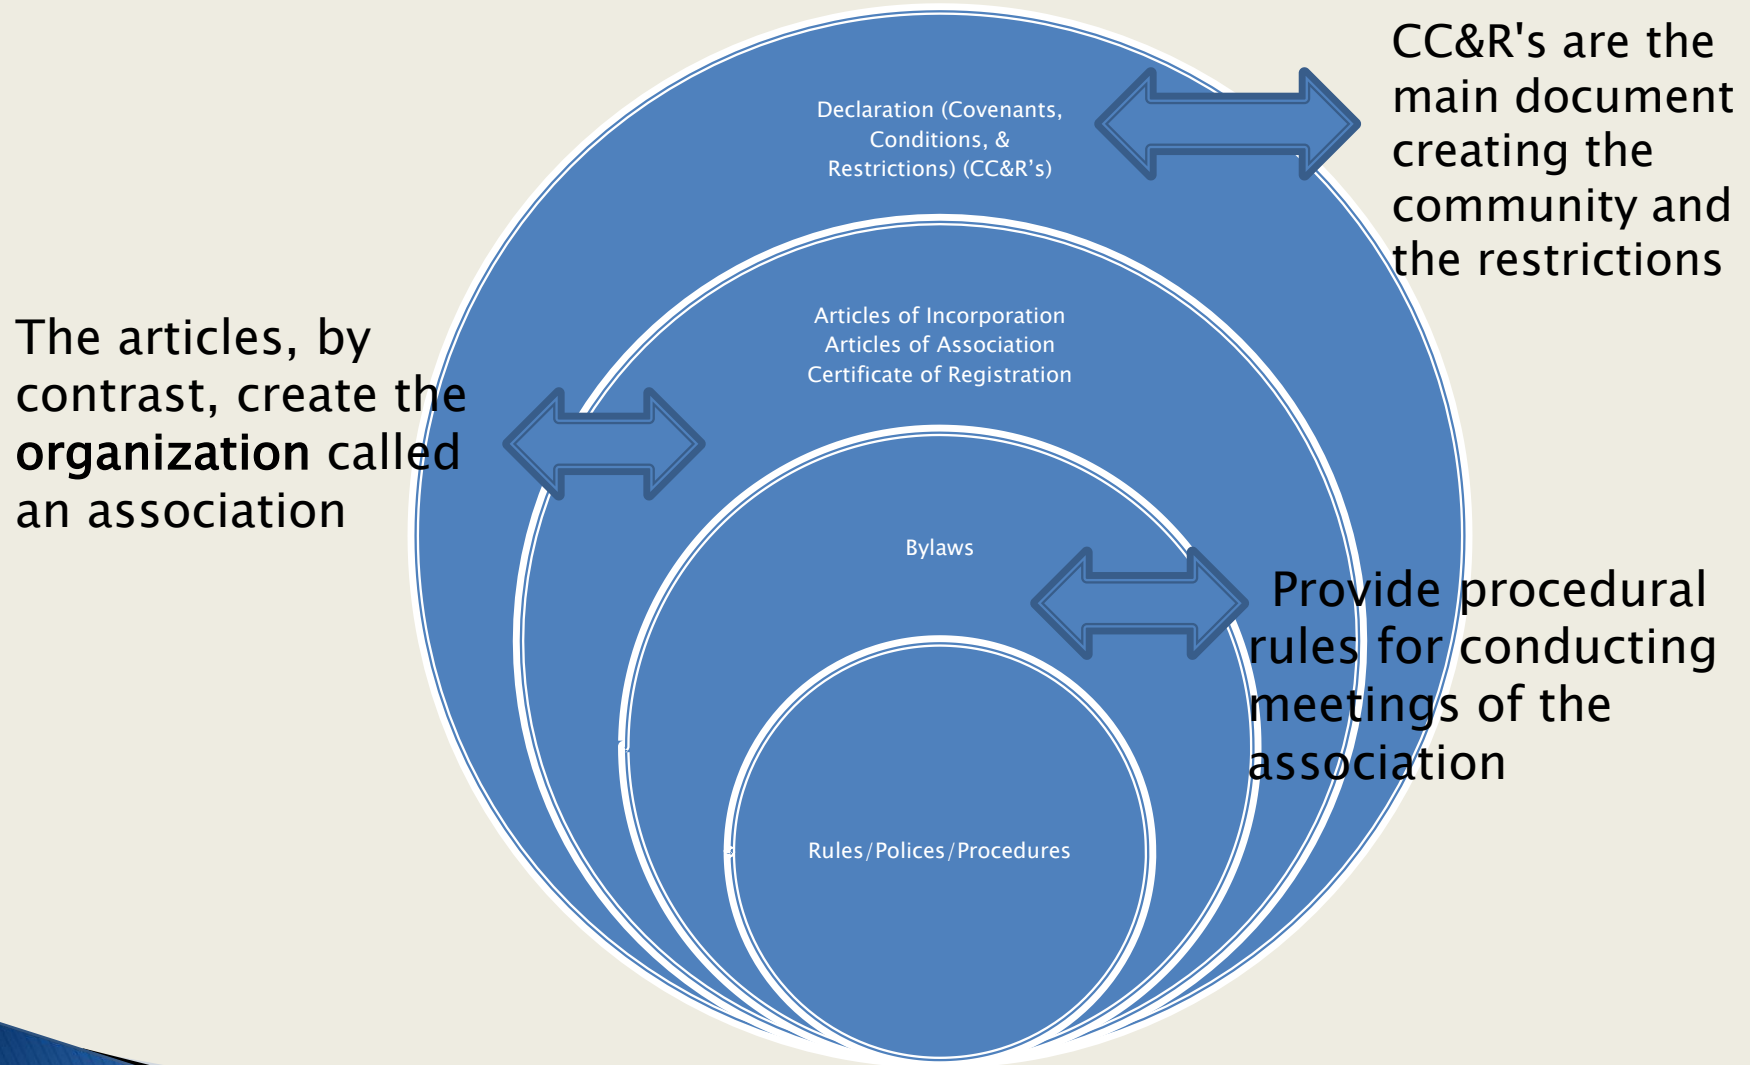 Declaration (Covenants,
Conditions, &
Restrictions) (CC&R’s)
CC&R's are the
main document
creating the
community and
the restrictions
Articles of Incorporation
Articles of Association
Certificate of Registration
The articles, by
contrast, create the
organization called
an association
Bylaws
Provide procedural
rules for conducting
meetings of the
association
Rules/Polices/Procedures